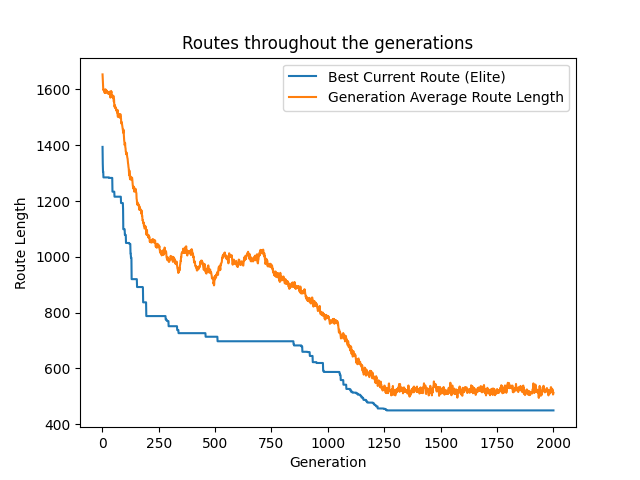 Routes throughout the generations
Best Current Route (Elite)
Generation Average Route Length
Route Length
1600
1400
1200
1000
800
600
400
0 250 500 750 1000 1250 1500 1750 2000
Generation